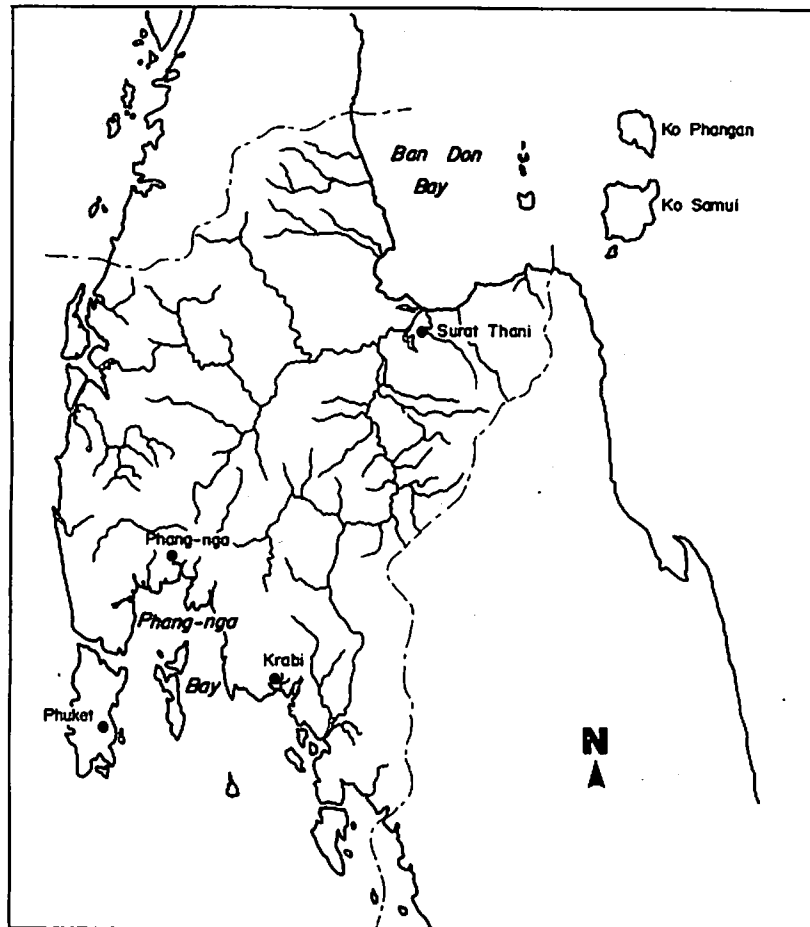 Ban Don
Bay
Ko Phangan
Ko Samui
Surat Thani
Phang-nga
Phang-nga
Bay
Krabi
Phuket
N